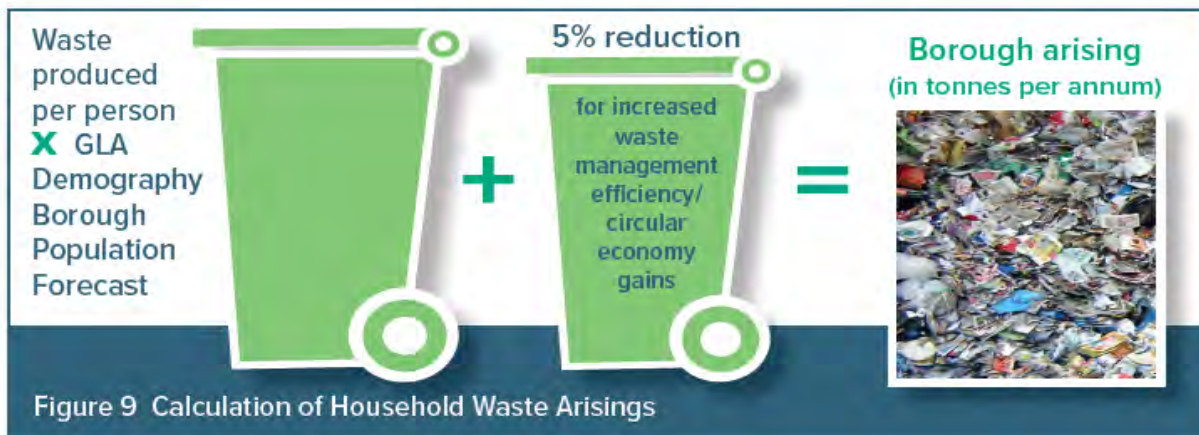 Waste
produced
per person
X GLA
Demography
Borough
Population
Forecast
+
5% reduction
for increased
waste
management
efficiency/
circular
economy
gains
=
Borough arising
(in tonnes per annum)
Figure 9 Calculation of Household Waste Arisings